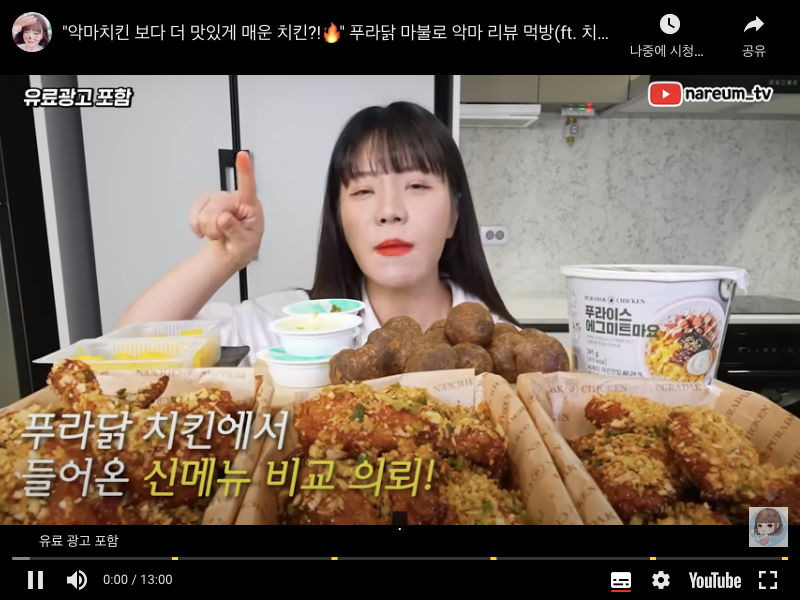 "악마치킨 보다 더 맛있게 매운 치킨?!🔥" 푸라닭 마불로 악마 리뷰 먹방(ft. 치...
나중에 시청...
공유
유료광고 포함
nareum_tv
PURADAK CHICKEN
푸라이스
에그미트마요
푸라닭 치킨에서
들어온 신메뉴 비교 의뢰!
유료 광고 포함
0:00 / 13:00
YouTube